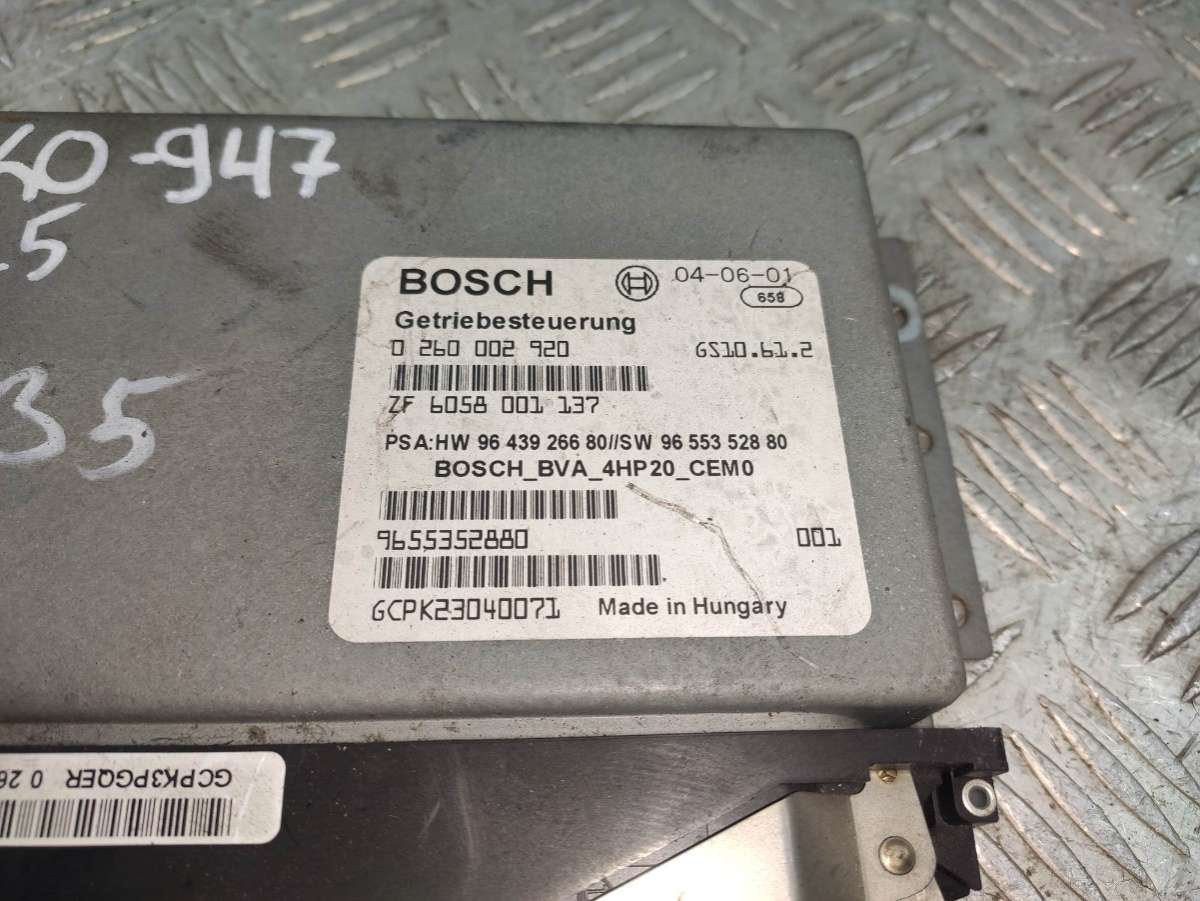 40-947
.5
35
BOSCH 04-06-01
658
Getriebesteuerung
0 260 002 920 GS10.61.2
ZF 6058 001 137
PSA:HW 96 439 266 80//SW 96 553 528 80
BOSCH_BVA_4HP20_CEM0
9655352880 001
GCPK23040071 Made in Hungary
GCPK3PGQER 0 26